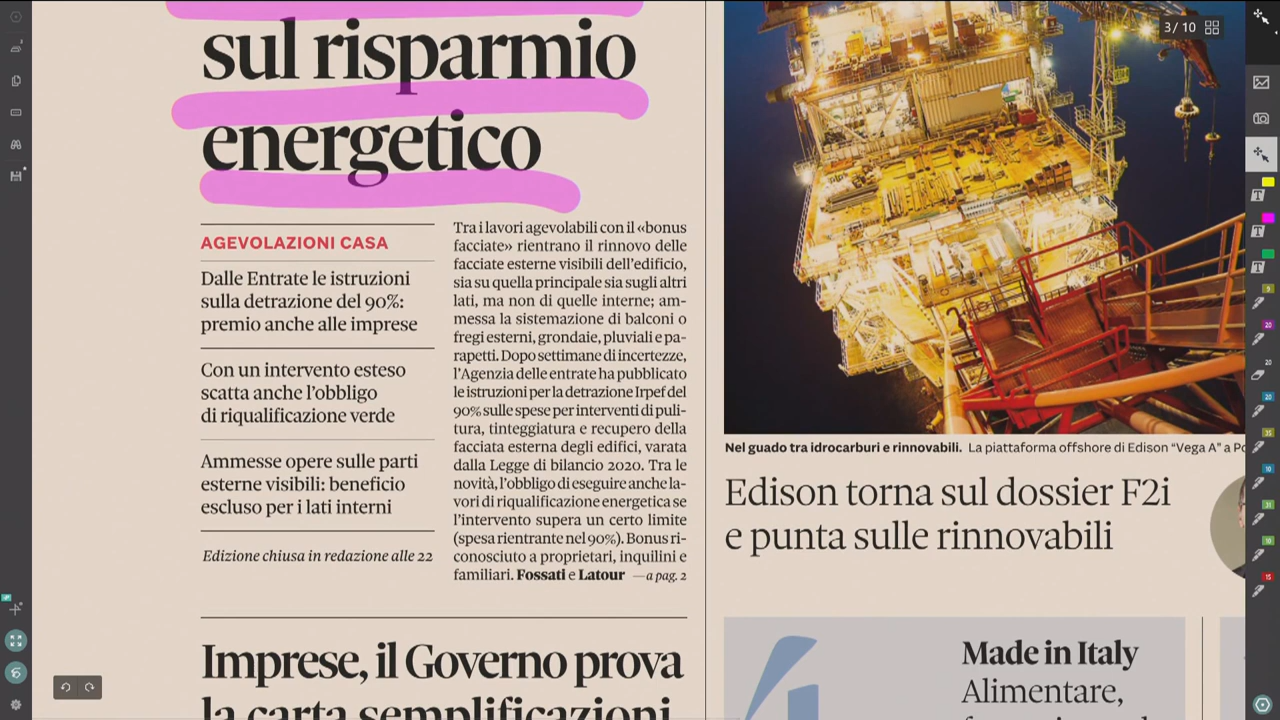 3/ 10
sul risparmio
energetico
AGEVOLAZIONI CASA
Dalle Entrate le istruzioni
sulla detrazione del 90%:
premio anche alle imprese
Con un intervento esteso
scatta anche l'obbligo
di riqualificazione verde
Ammesse opere sulle parti
esterne visibili: beneficio
escluso per i lati interni
Edizione chiusa in redazione alle 22
Tra i lavori agevolabili con il «bonus
facciate» rientrano il rinnovo delle
facciate esterne visibili dell'edificio,
sia su quella principale sia sugli altri
lati, ma non di quelle interne; am-
messa la sistemazione di balconi o
fregi esterni, grondaie, pluviali e pa-
rapetti. Dopo settimane di incertezze,
l'Agenzia delle entrate ha pubblicato
le istruzioni per la detrazione Irpef del
90% sulle spese per interventi di puli-
tura, tinteggiatura e recupero della
facciata esterna degli edifici, varata
dalla Legge di bilancio 2020. Tra le
novità, l'obbligo di eseguire anche la-
vori di riqualificazione energetica se
l'intervento supera un certo limite
(spesa rientrante nel 90%). Bonus ri-
conosciuto a proprietari, inquilini e
familiari. Fossati e Latour —a pag. 2
Imprese, il Governo prova
la carta semplificazioni
Nel guado tra idrocarburi e rinnovabili. La piattaforma offshore di Edison "Vega A" a Po
Edison torna sul dossier F2i
e punta sulle rinnovabili
4
Made in Italy
Alimentare,